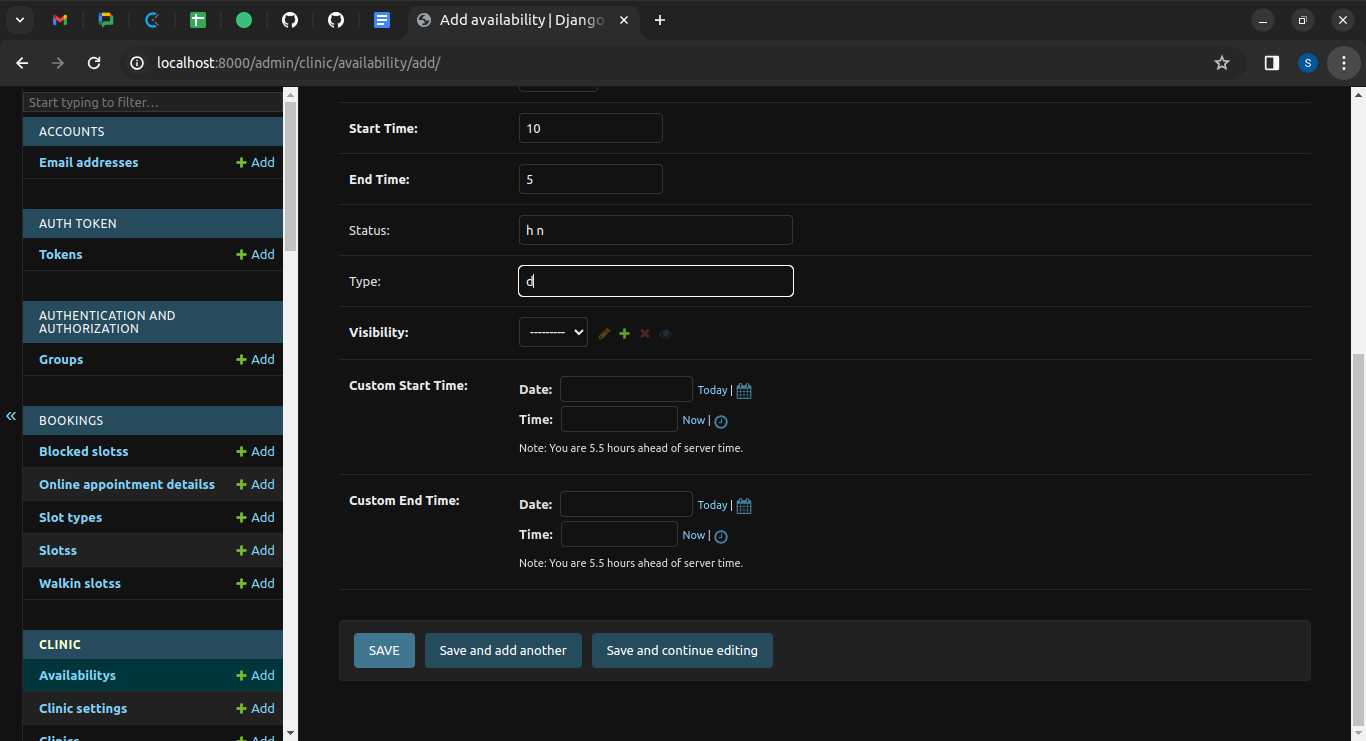 Add availability | Django
localhost:8000/admin/clinic/availability/add/
S
Start typing to filter...
ACCOUNTS
Email addresses + Add
AUTH TOKEN
Tokens + Add
AUTHENTICATION AND
AUTHORIZATION
Groups + Add
BOOKINGS
Blocked slotss + Add
Online appointment detailss + Add
Slot types + Add
Slotss + Add
Walkin slotss + Add
CLINIC
Availabilitys + Add
Clinic settings + Add
Clinics + Add
«
Start Time: 10
End Time: 5
Status: h n
Type: d
Visibility: ---------
Custom Start Time: Date: Today |
Time: Now |
Note: You are 5.5 hours ahead of server time.
Custom End Time: Date: Today |
Time: Now |
Note: You are 5.5 hours ahead of server time.
SAVE Save and add another Save and continue editing